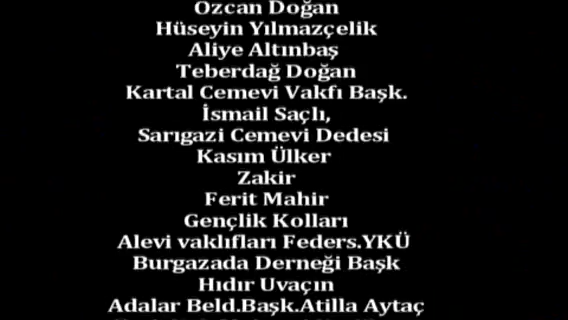 Özcan Doğan
Hüseyin Yılmazçelik
Aliye Altınbaş
Teberdağ Doğan
Kartal Cemevi Vakfı Başk.
İsmail Saçlı,
Sarıgazi Cemevi Dedesi
Kasım Ülker
Zakir
Ferit Mahir
Gençlik Kolları
Alevi vaklıfları Feders.YKÜ
Burgazada Derneği Başk
Hıdır Uvaçın
Adalar Beld.Başk.Atilla Aytaç